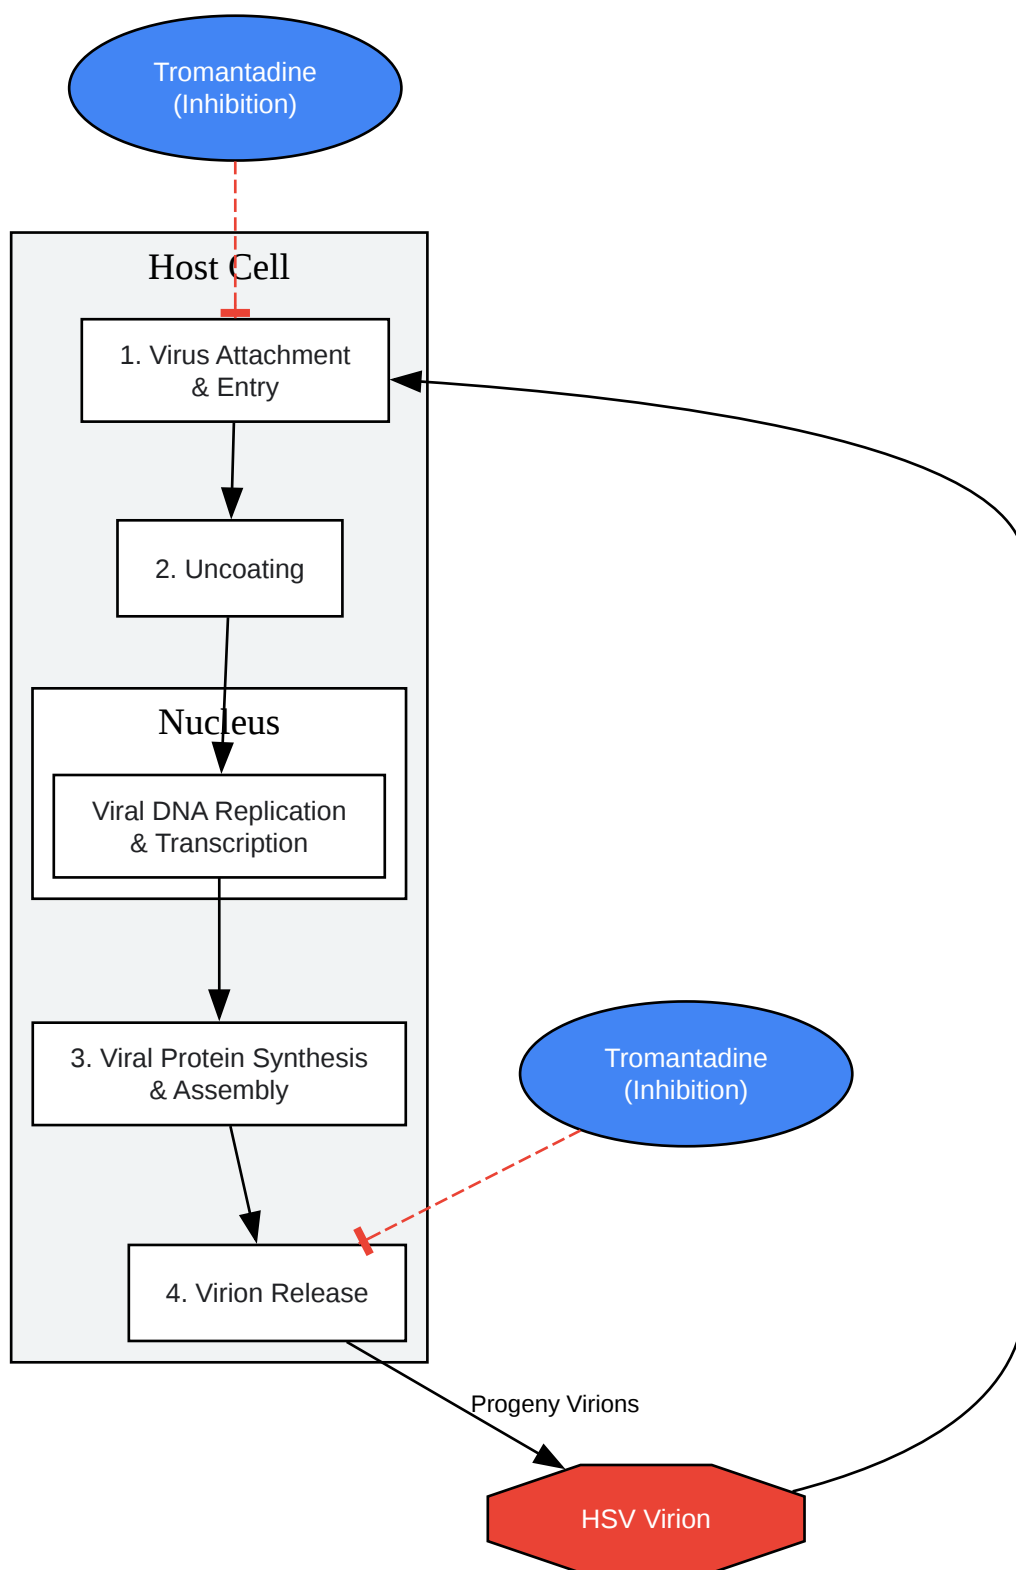 Tromantadine
(Inhibition)
Host Cell
1. Virus Attachment
& Entry
2. Uncoating
Nucleus
Viral DNA Replication
& Transcription
3. Viral Protein Synthesis
& Assembly
Tromantadine
(Inhibition)
4. Virion Release
Progeny Virions
HSV Virion